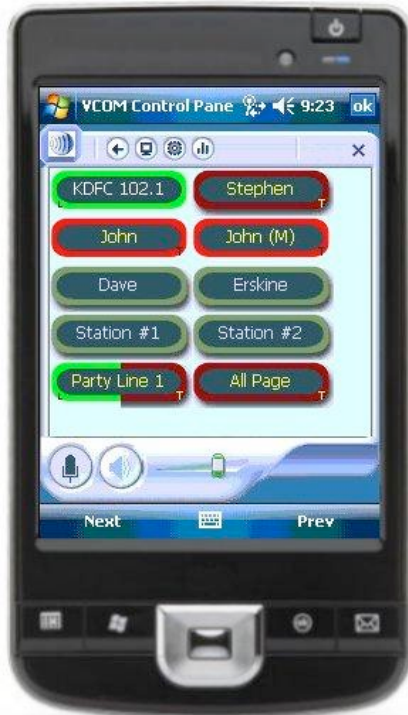 VCOM Control Pane 9:23 ok
KDFC 102.1 Stephen
L T
John John (M)
T T
Dave Erskine
Station #1 Station #2
Party Line 1 All Page
L T T
Next Prev
ok